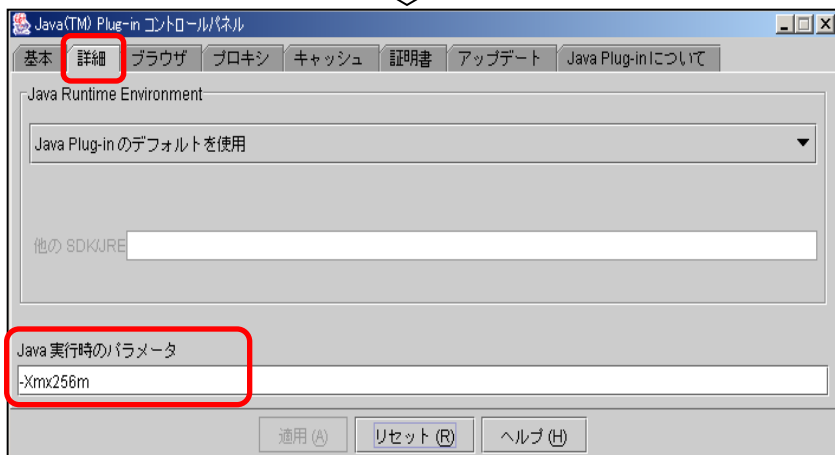 Java(TM) Plug-in コントロールパネル
基本 詳細 ブラウザ プロキシ キャッシュ 証明書 アップデート Java Plug-inについて
Java Runtime Environment
Java Plug-in のデフォルトを使用
他の SDK/JRE
Java 実行時のパラメータ
-Xmx256m
適用 (A) リセット (R) ヘルプ (H)